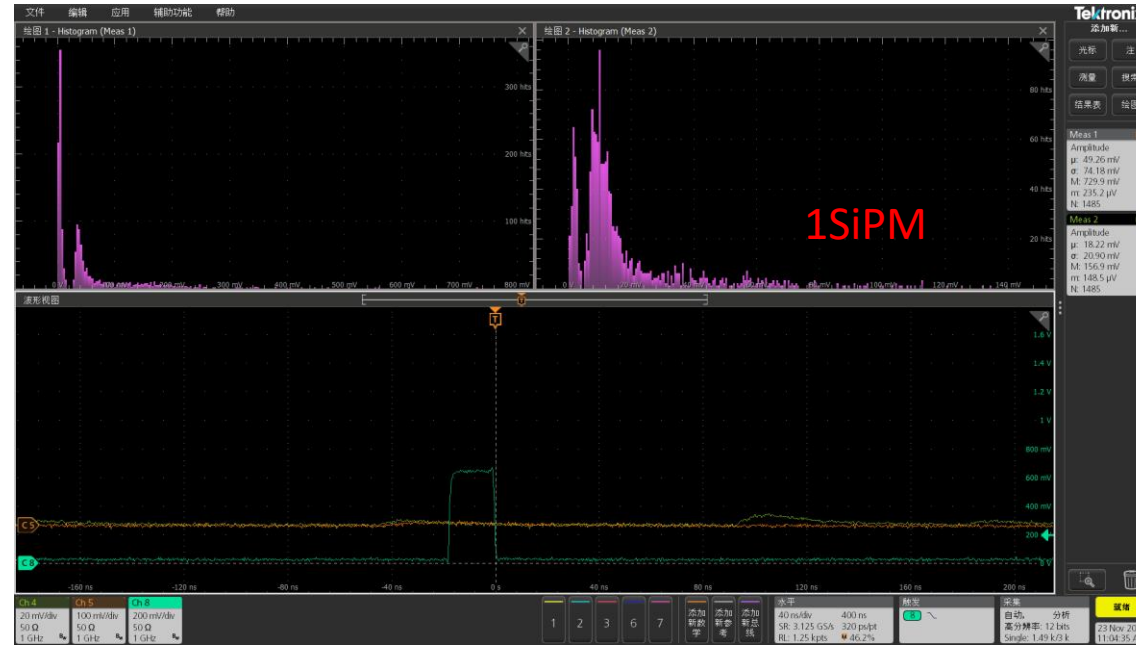 文件 编辑 应用 辅助功能 帮助
Tektronix
添加新...
绘图 1 - Histogram (Meas 1)
绘图 2 - Histogram (Meas 2)
光标
测量
结果表
300 hits
200 hits
100 hits
80 hits
60 hits
40 hits
20 hits
1SiPM
0 V 300 mV 400 mV 500 mV 600 mV 700 mV 800 mV
0 V 20 mV 100 mV 120 mV 140 mV
Meas 1
Amplitude
μ: 49.26 mV
σ: 74.18 mV
M: 729.9 mV
m: 235.2 μV
N: 1485
Meas 2
Amplitude
μ: 18.22 mV
σ: 20.90 mV
M: 156.9 mV
m: 148.5 μV
N: 1485
波形视图
T
1.6 V
1.4 V
1.2 V
1 V
800 mV
600 mV
400 mV
200
0 V
C 5
C 8
-160 ns -120 ns -80 ns -40 ns 0 s 40 ns 80 ns 120 ns 160 ns 200 ns
Ch 4
20 mV/div
50 Ω
1 GHz
Ch 5
100 mV/div
50 Ω
1 GHz
Ch 8
200 mV/div
50 Ω
1 GHz
1 2 3 6 7
添加新数学
添加新参考
添加新总线
水平
40 ns/div 400 ns
SR: 3.125 GS/s 320 ps/pt
RL: 1.25 kpts 46.2%
触发
8
采集
自动, 分析
高分辨率: 12 bits
Single: 1.49 k/3 k
就绪
23 Nov 20
11:04:35 A